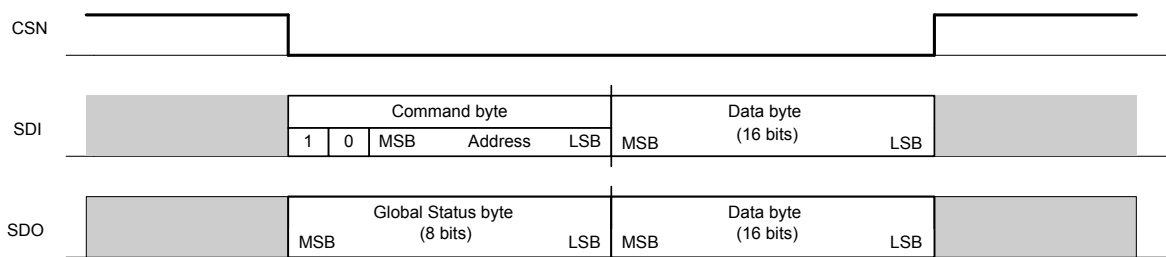 CSN
SDI
Command byte
1 0 MSB Address LSB
Data byte
(16 bits)
MSB LSB
SDO
Global Status byte
(8 bits)
MSB LSB
Data byte
(16 bits)
MSB LSB